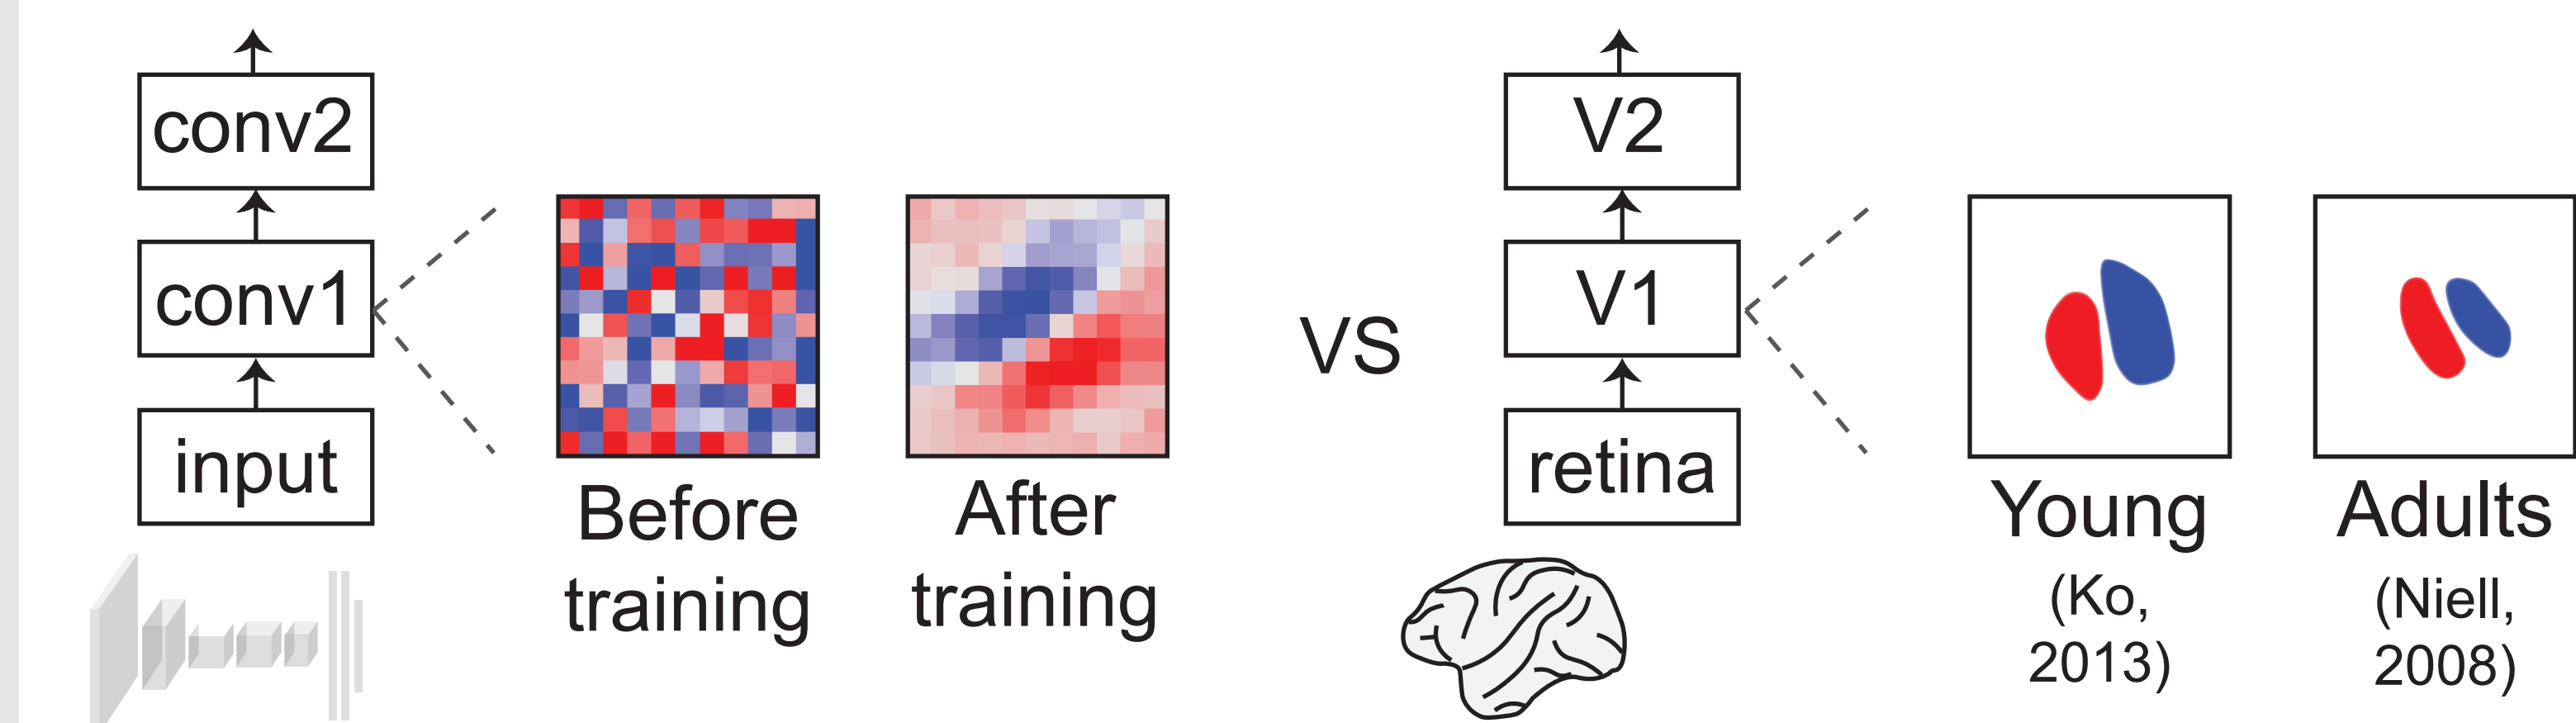 conv2
conv1
input
Before
training
After
training
VS
V2
V1
retina
Young
(Ko,
2013)
Adults
(Niell,
2008)